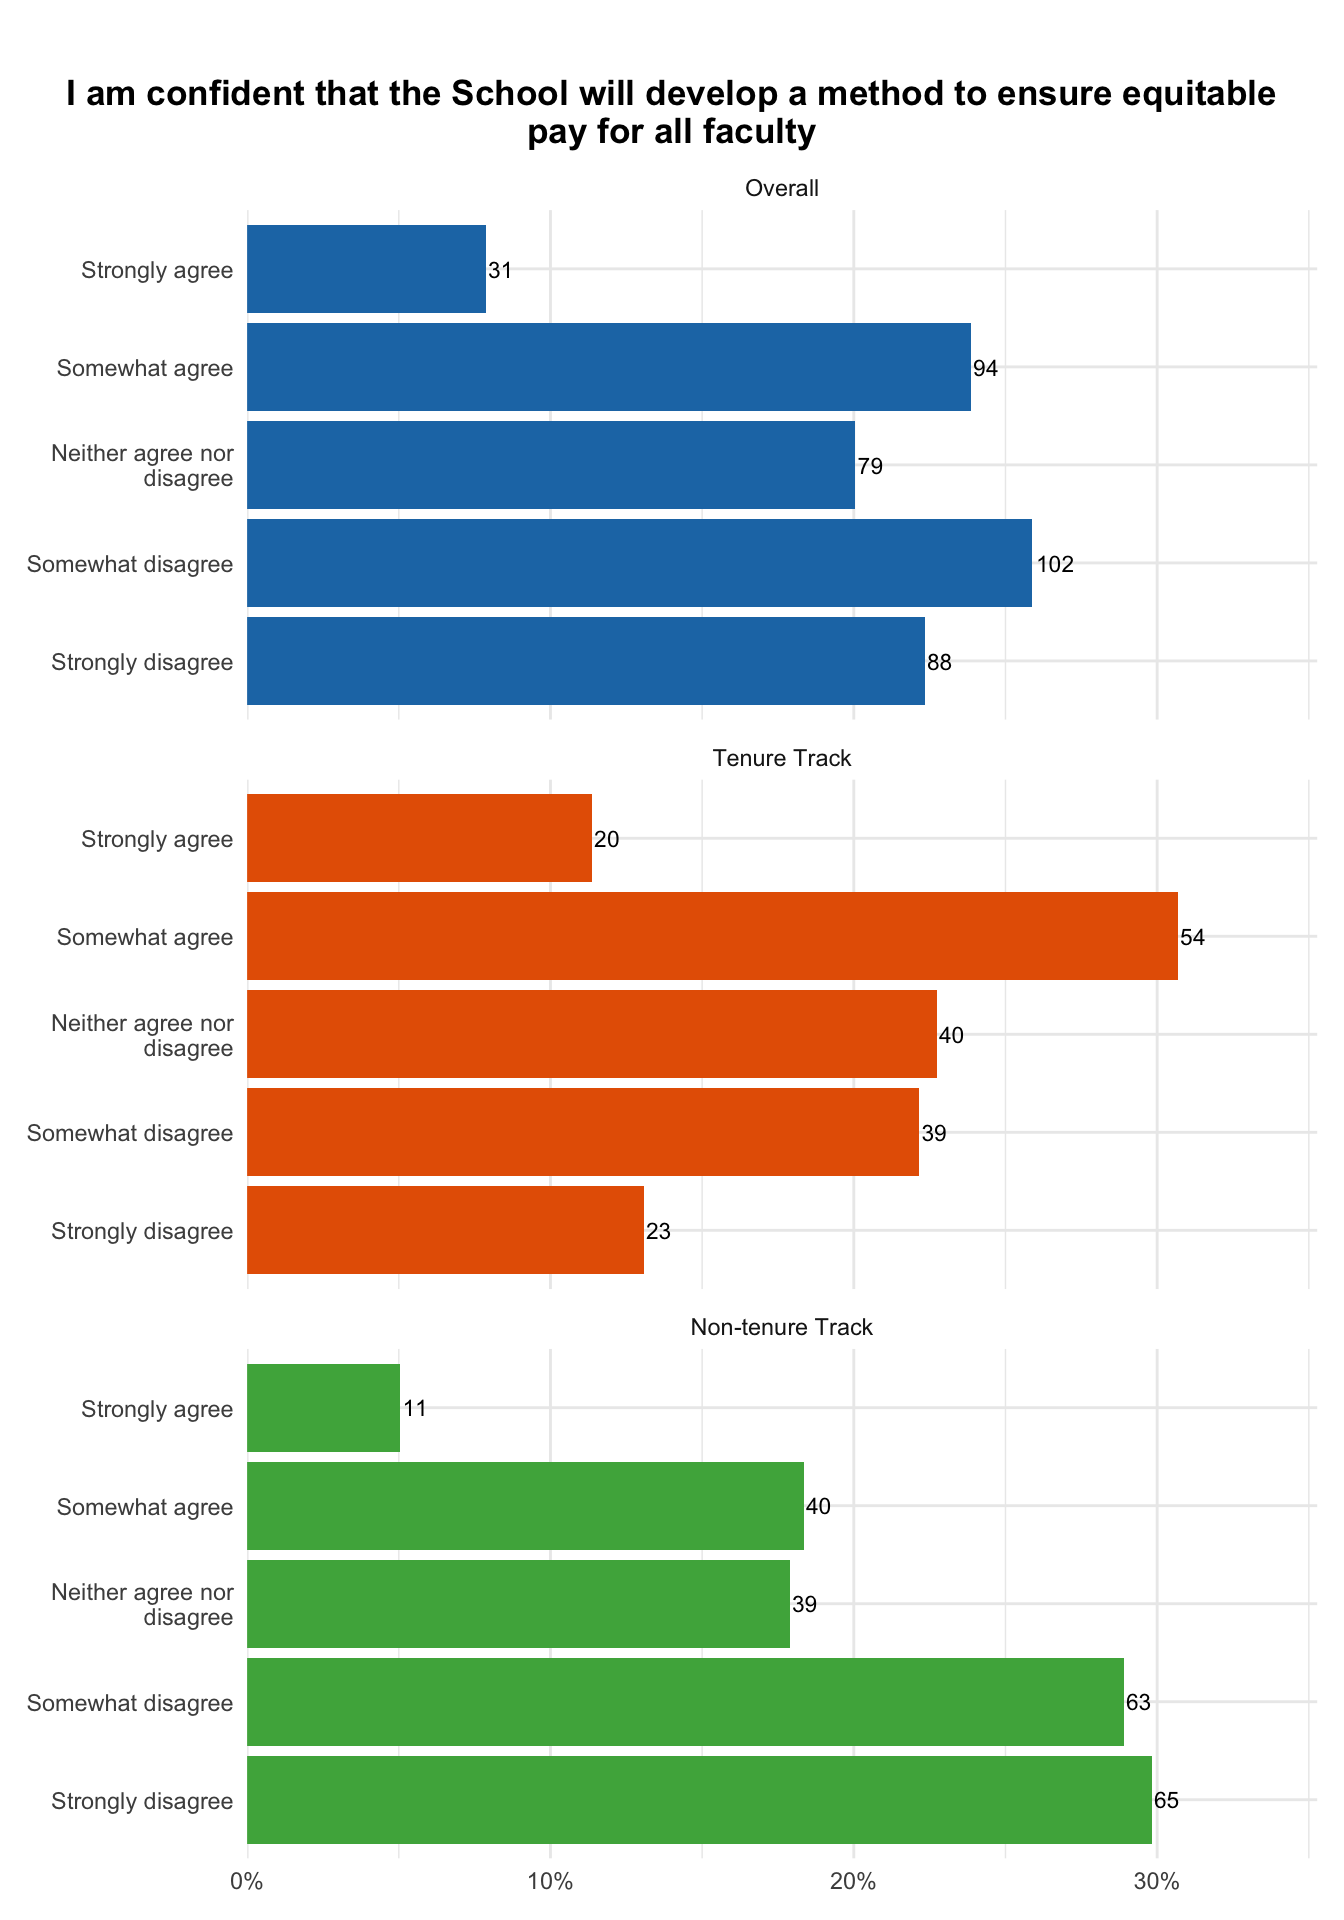 I am confident that the School will develop a method to ensure equitable
pay for all faculty
Overall
Strongly agree
31
Somewhat agree
94
Neither agree nor
disagree
79
Somewhat disagree
102
Strongly disagree
88
Tenure Track
Strongly agree
20
Somewhat agree
54
Neither agree nor
disagree
40
Somewhat disagree
39
Strongly disagree
23
Non-tenure Track
Strongly agree
11
Somewhat agree
40
Neither agree nor
disagree
39
Somewhat disagree
63
Strongly disagree
65
0%
10%
20%
30%